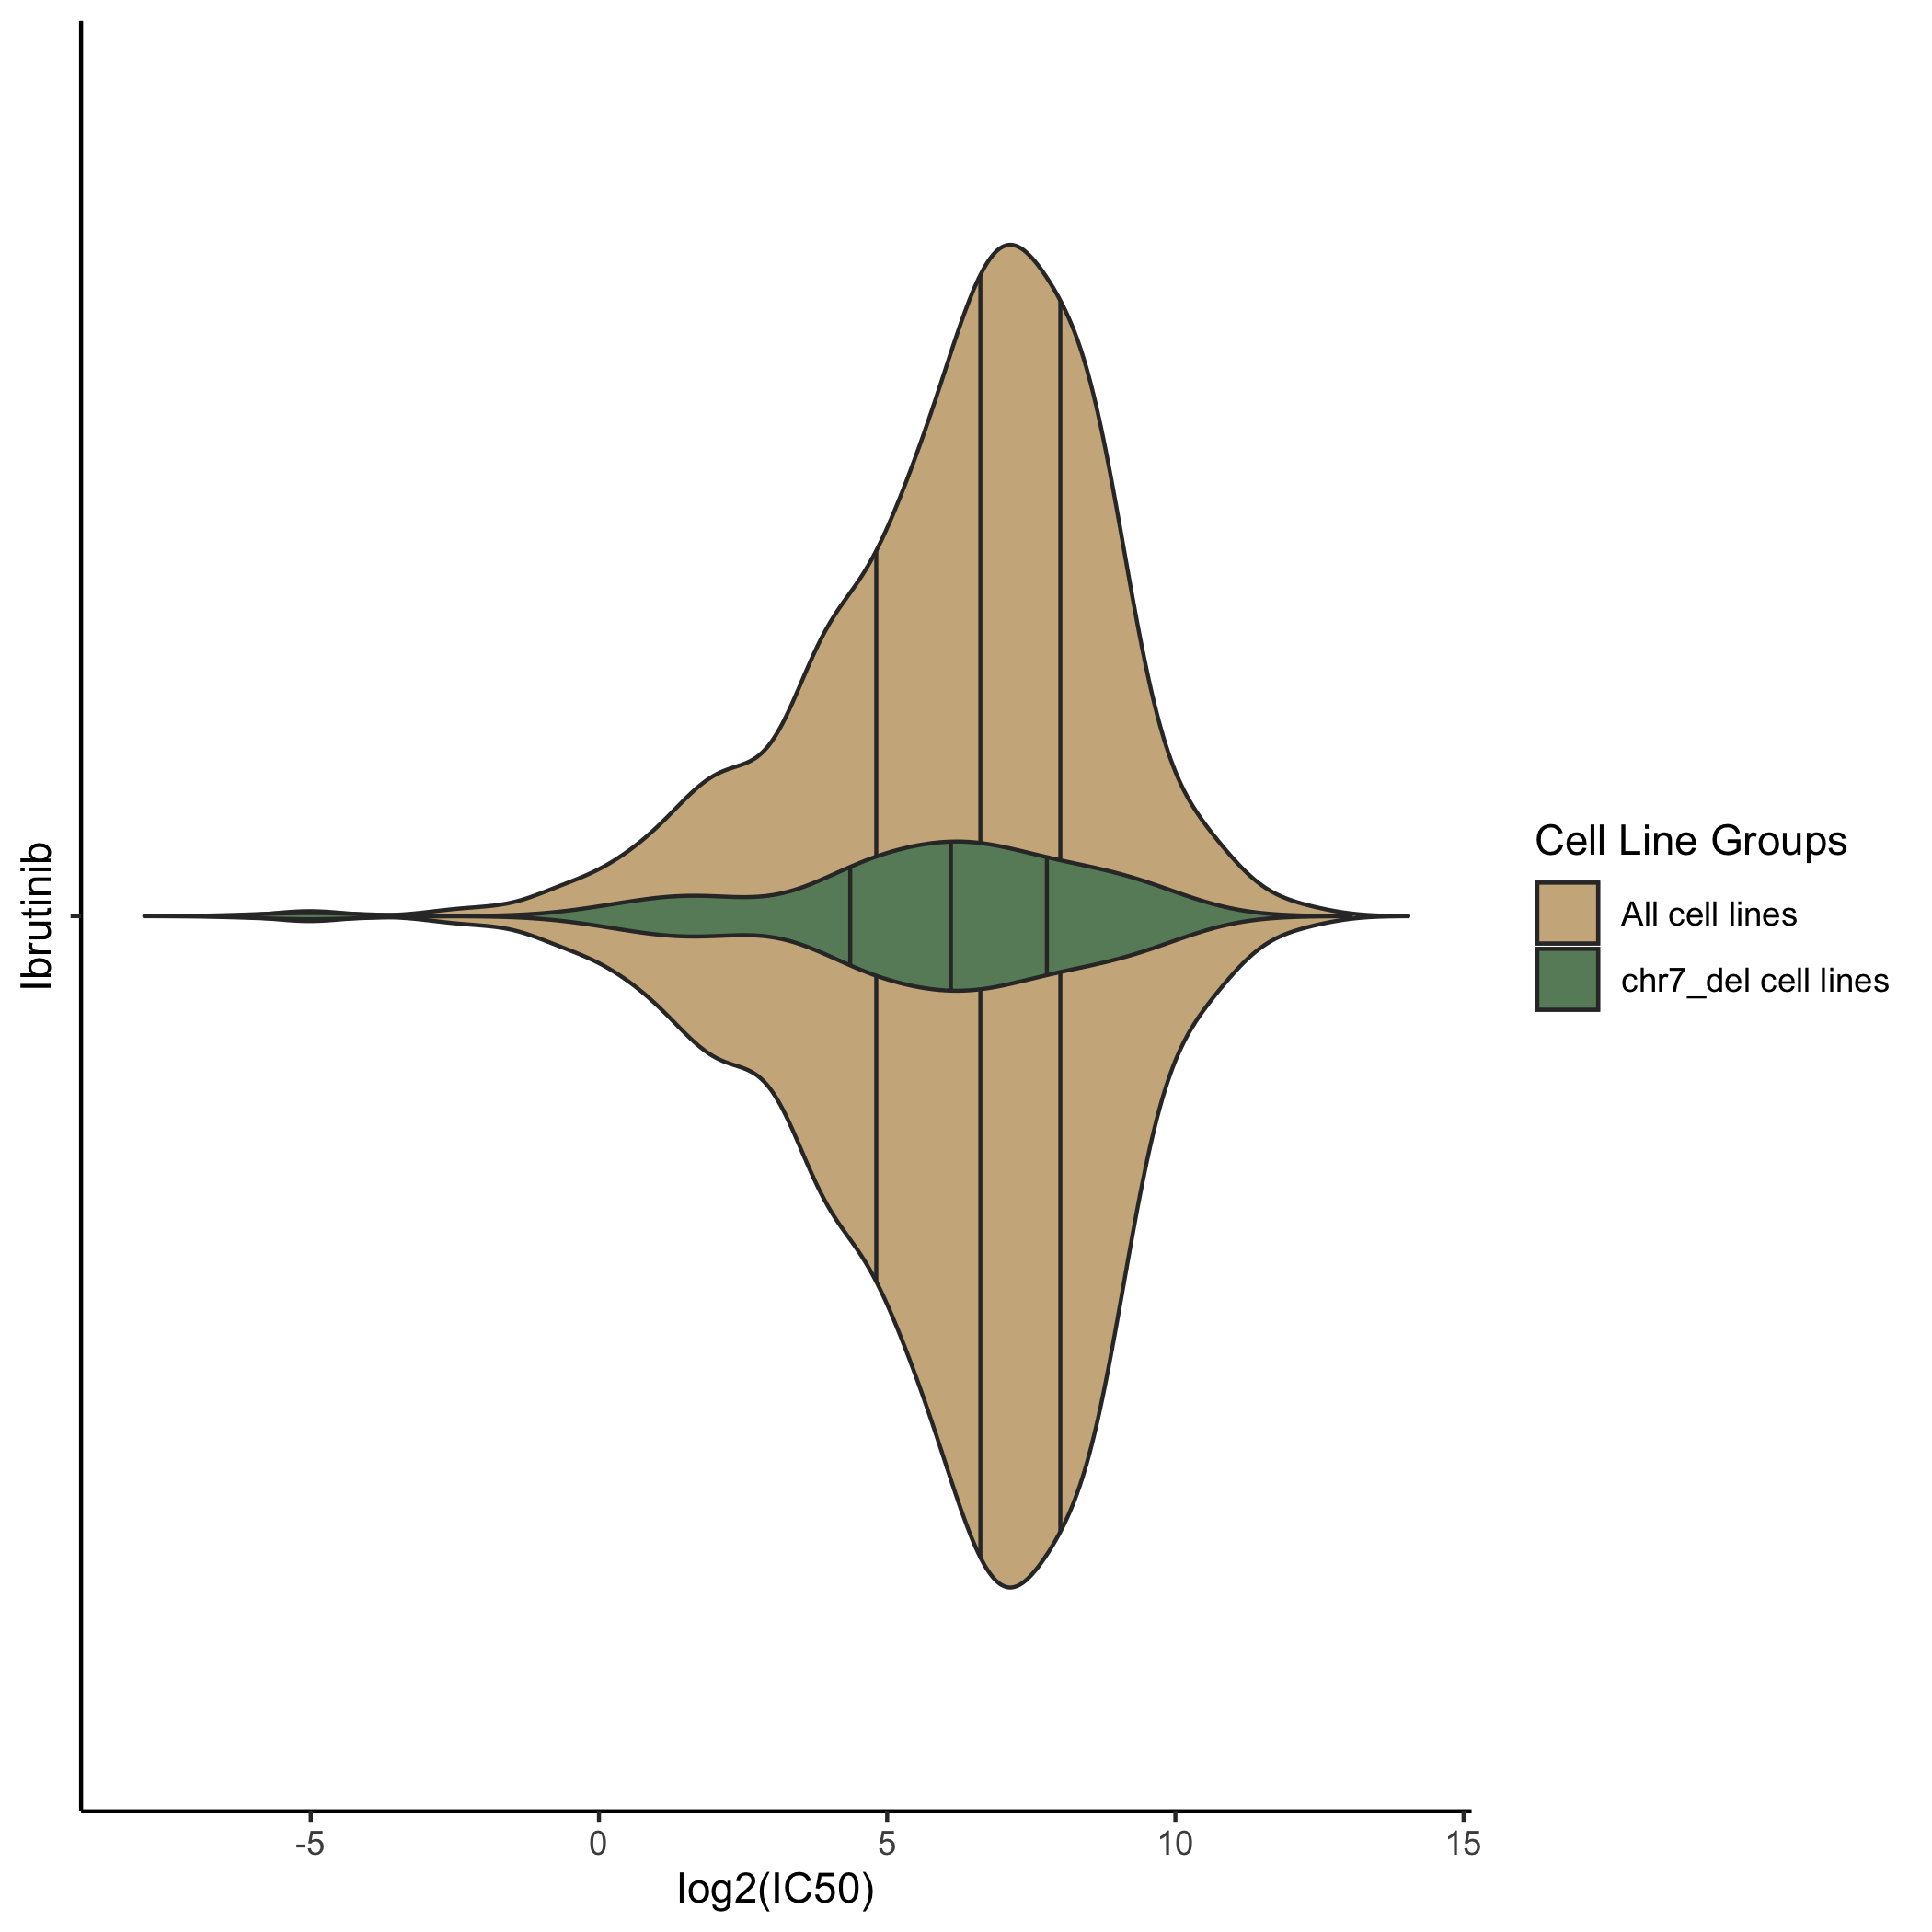 Ibrutinib
-5
0
5
10
15
log2(IC50)
Cell Line Groups
All cell lines
chr7_del cell lines